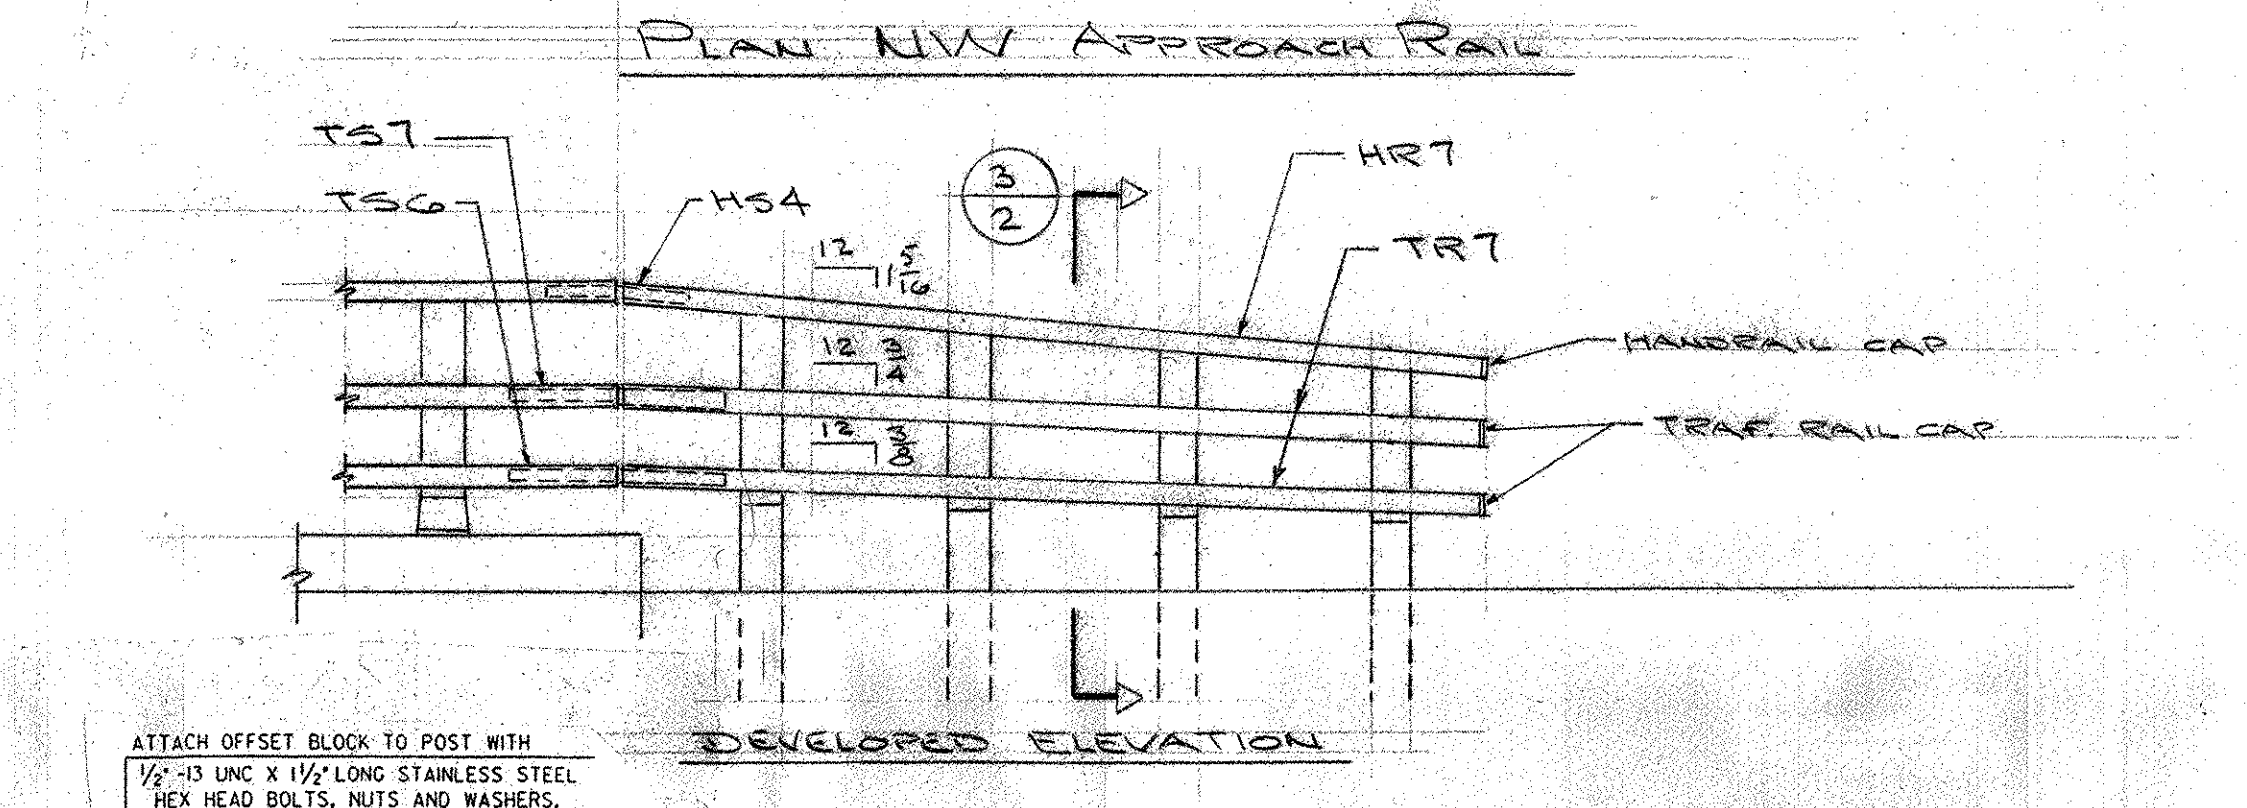 PLAN NW APPROACH RAIL
TS7
TS6
HS4
3
2
HR7
TR7
12
1 5/16
12
3/4
12
3/8
HANDRAIL CAP
TRAF. RAIL CAP
DEVELOPED ELEVATION
ATTACH OFFSET BLOCK TO POST WITH
1/2"-13 UNC X 1 1/2" LONG STAINLESS STEEL
HEX HEAD BOLTS, NUTS AND WASHERS.